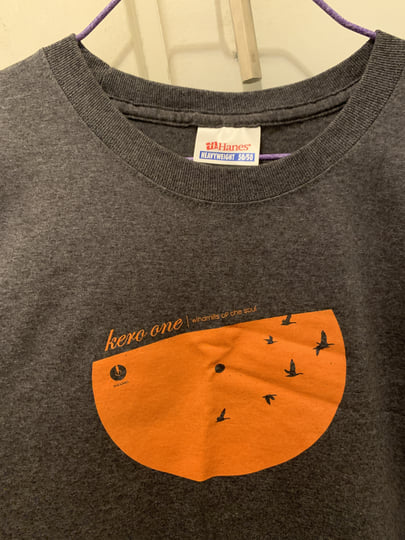 Hanes®
HEAVYWEIGHT 50/50
kero one | windmills of the soul